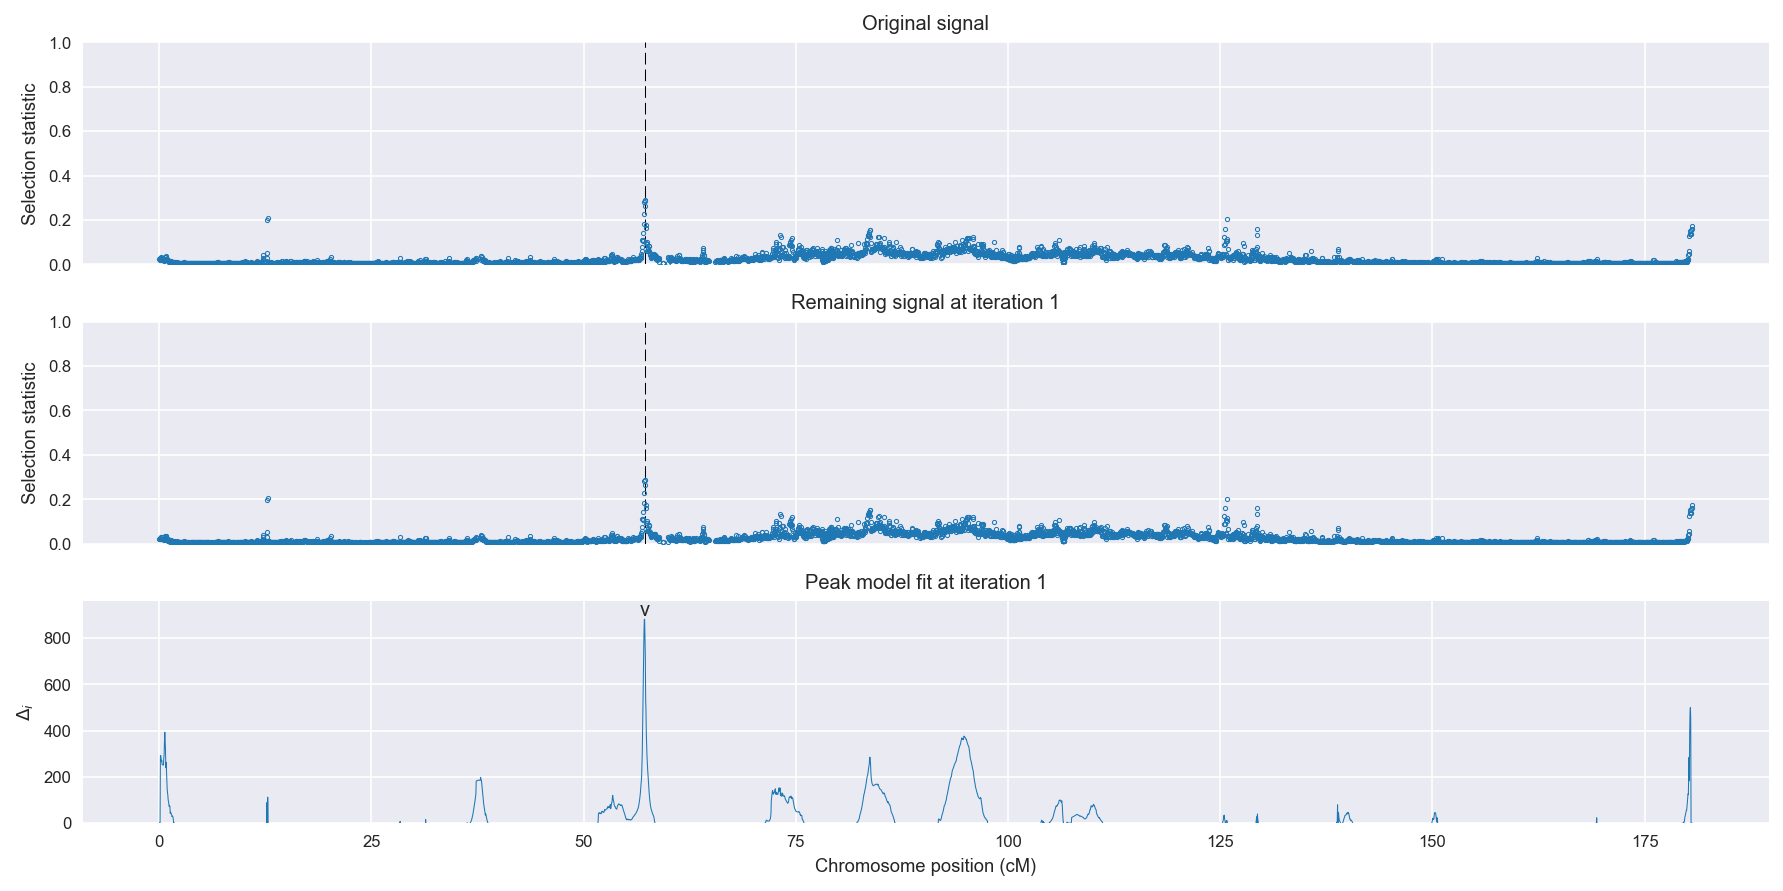 Original signal
1.0
0.8
0.6
0.4
0.2
0.0
Selection statistic
Remaining signal at iteration 1
1.0
0.8
0.6
0.4
0.2
0.0
Selection statistic
Peak model fit at iteration 1
v
800
600
400
200
0
Δi
0 25 50 75 100 125 150 175
Chromosome position (cM)